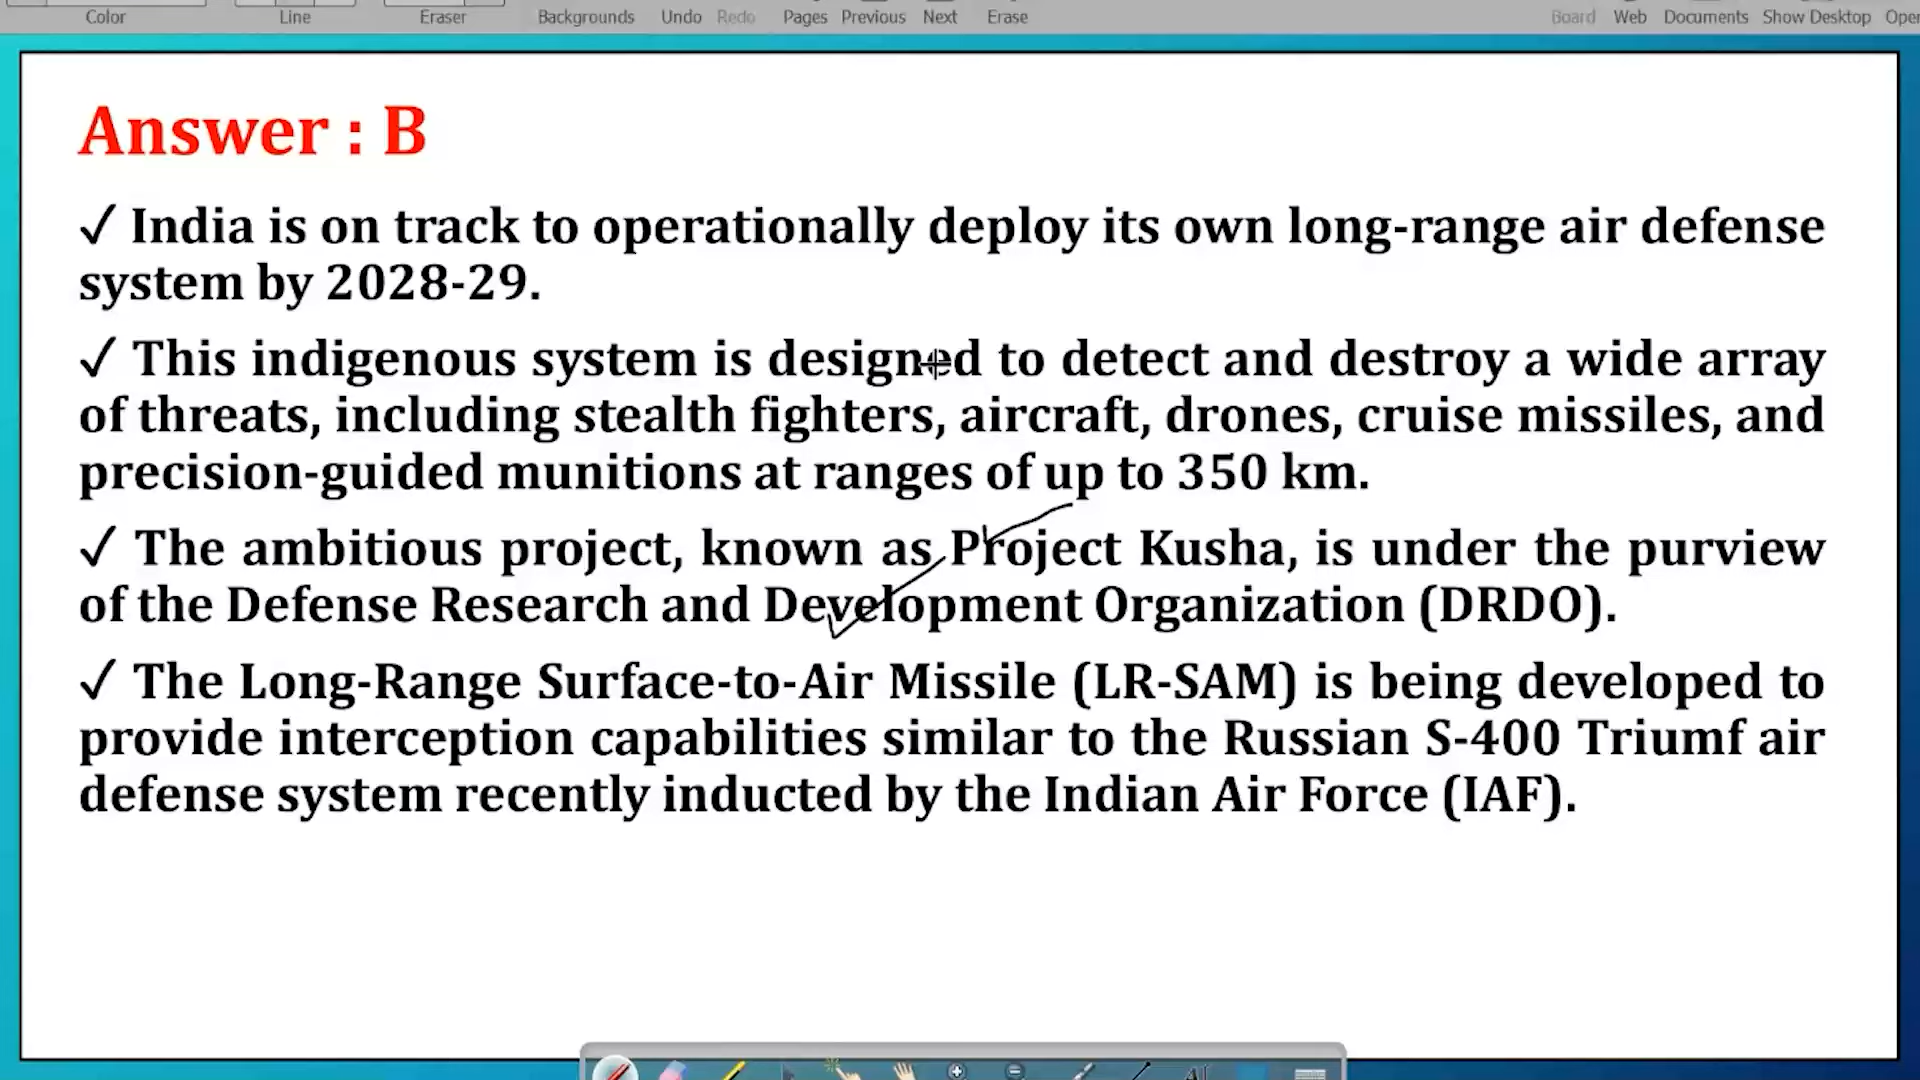 Color Line Eraser Backgrounds Undo Redo Pages Previous Next Erase Board Web Documents Show Desktop
Answer : B
✓ India is on track to operationally deploy its own long-range air defense
system by 2028-29.
✓ This indigenous system is designed to detect and destroy a wide array
of threats, including stealth fighters, aircraft, drones, cruise missiles, and
precision-guided munitions at ranges of up to 350 km.
✓ The ambitious project, known as Project Kusha, is under the purview
of the Defense Research and Development Organization (DRDO).
✓ The Long-Range Surface-to-Air Missile (LR-SAM) is being developed to
provide interception capabilities similar to the Russian S-400 Triumf air
defense system recently inducted by the Indian Air Force (IAF).